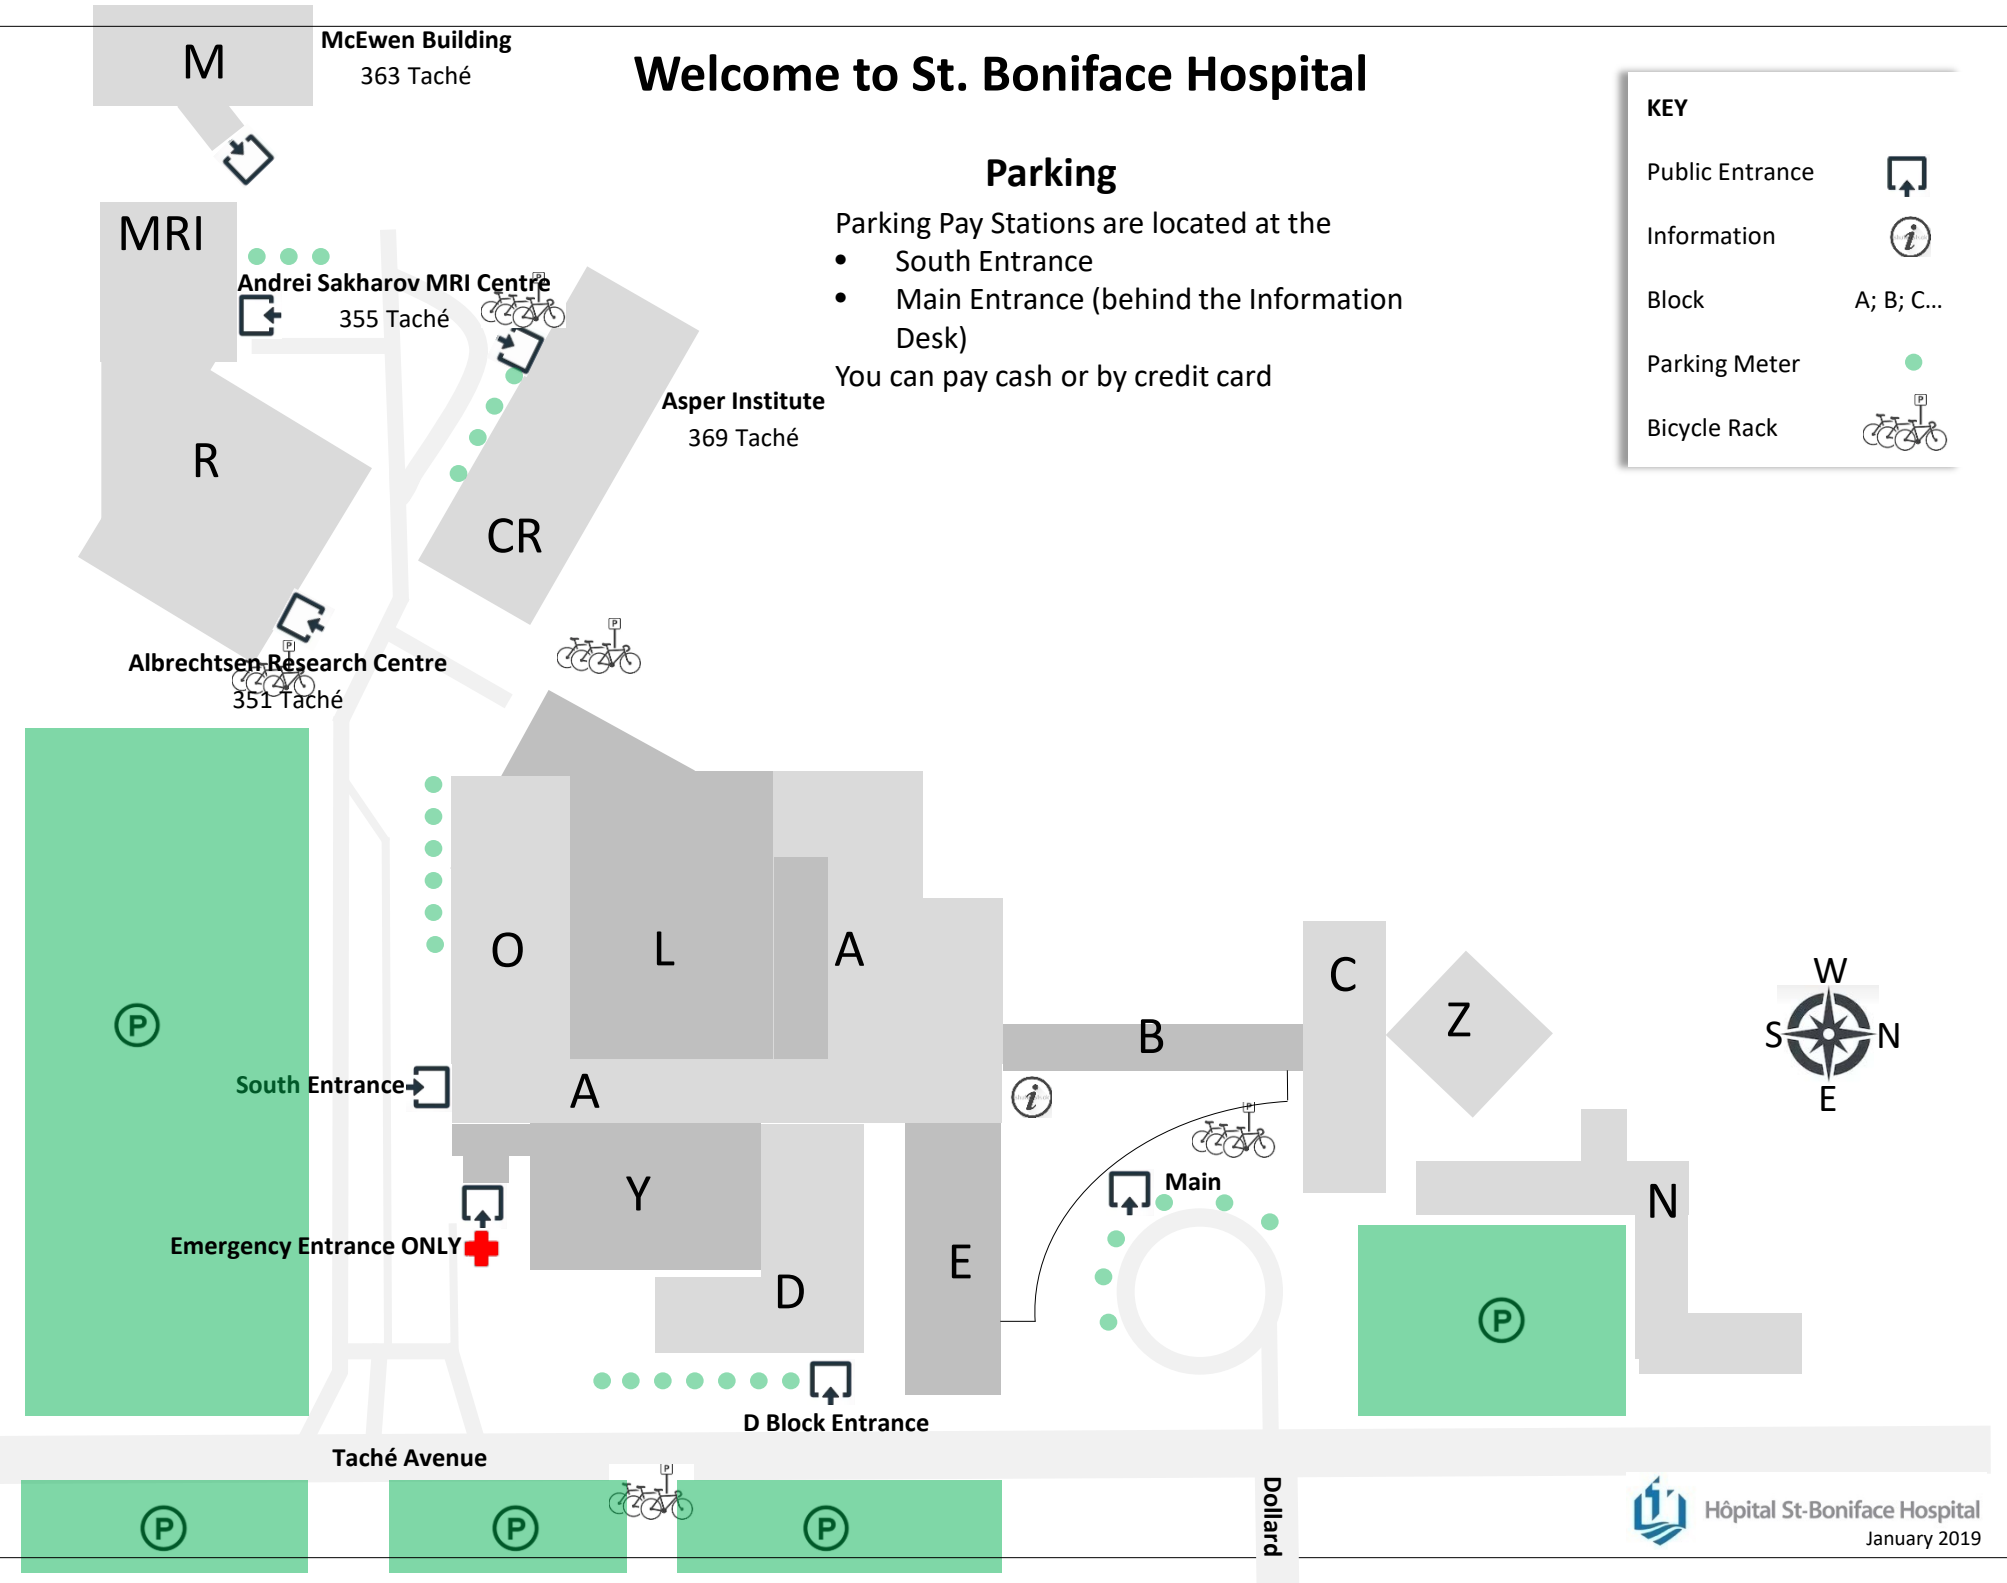 M
McEwen Building
363 Taché
Welcome to St. Boniface Hospital
KEY
Public Entrance
Information
i
Block
A; B; C...
Parking Meter
Bicycle Rack
P
Parking
Parking Pay Stations are located at the
• South Entrance
• Main Entrance (behind the Information
Desk)
You can pay cash or by credit card
MRI
Andrei Sakharov MRI Centre
355 Taché
P
Asper Institute
369 Taché
R
CR
P
Albrechtsen Research Centre
351 Taché
P
O
L
A
C
Z
B
W
S
N
E
P
South Entrance
A
i
P
Main
Y
N
Emergency Entrance ONLY
E
D
P
D Block Entrance
Taché Avenue
P
P
P
P
Dollard
Hôpital St-Boniface Hospital
January 2019